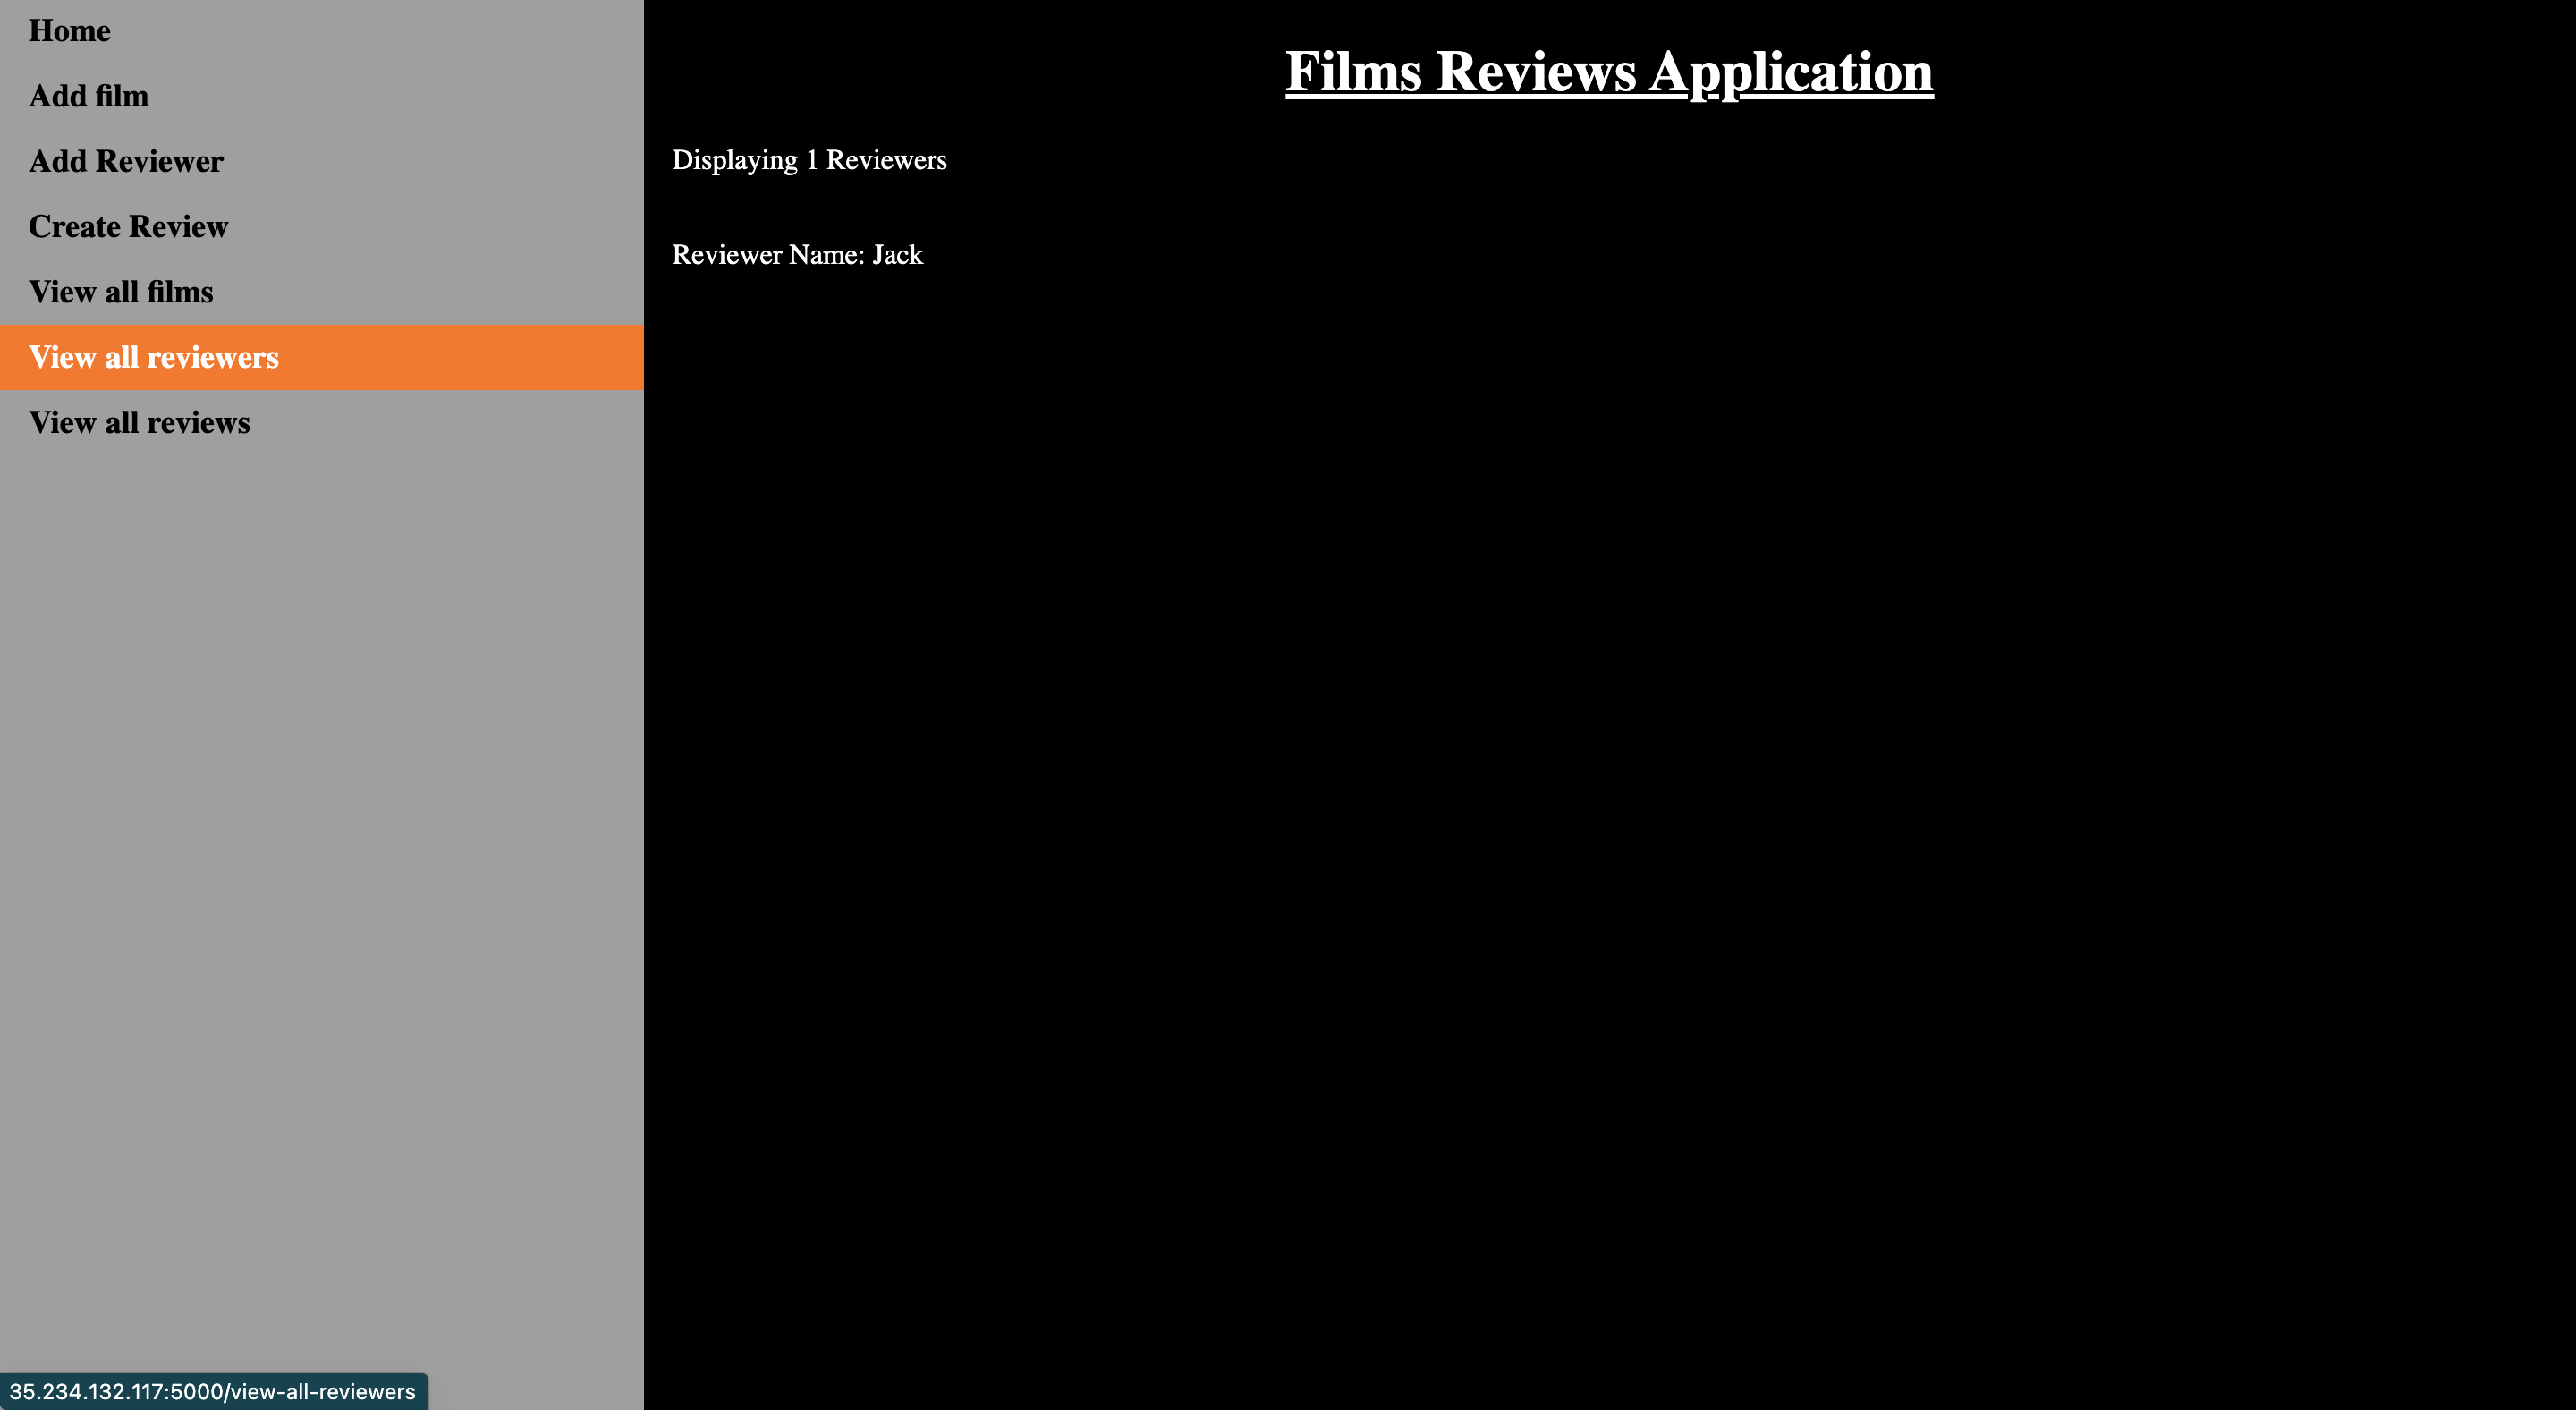 Home
Add film
Add Reviewer
Create Review
View all films
View all reviewers
View all reviews
Films Reviews Application
Displaying 1 Reviewers
Reviewer Name: Jack
35.234.132.117:5000/view-all-reviewers